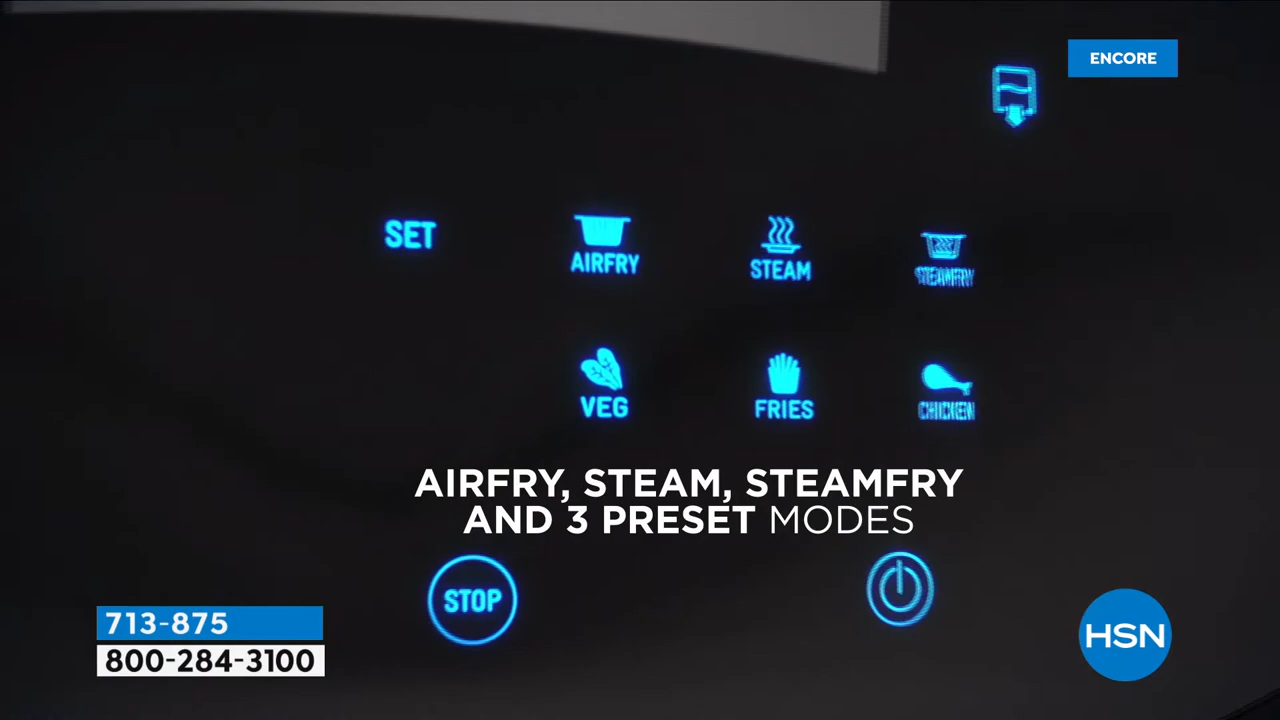 ENCORE
SET
AIRFRY
STEAM
STEAMFRY
VEG
FRIES
CHICKEN
AIRFRY, STEAM, STEAMFRY
AND 3 PRESET MODES
STOP
713-875
800-284-3100
HSN